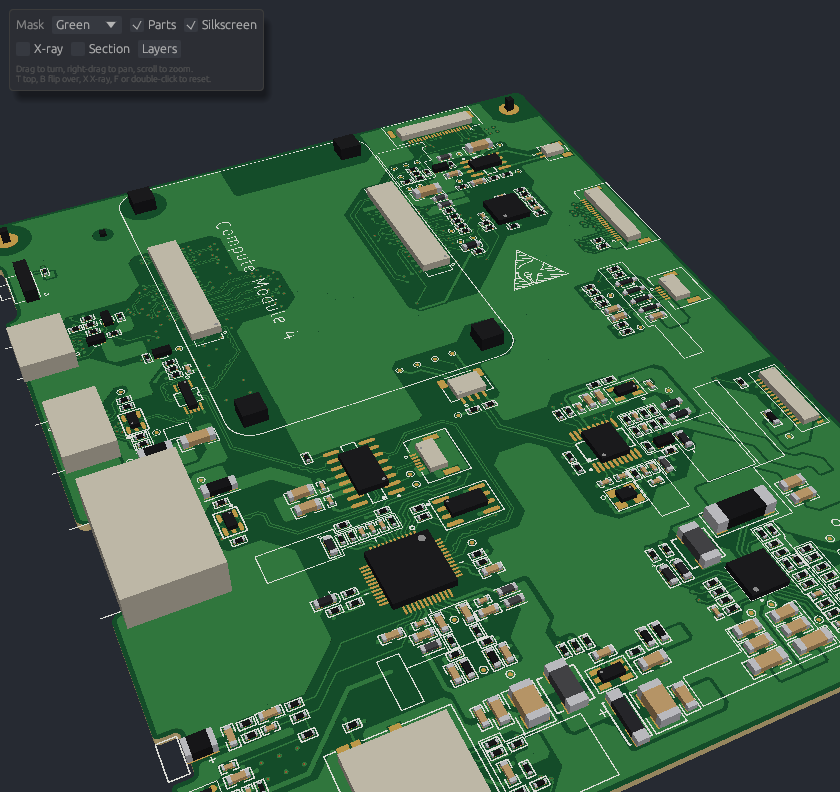 Mask Green Parts Silkscreen
X-ray Section Layers
Drag to turn, right-drag to pan, scroll to zoom.
T top, B flip over, X X-ray, F or double-click to reset.
Compute Module 4